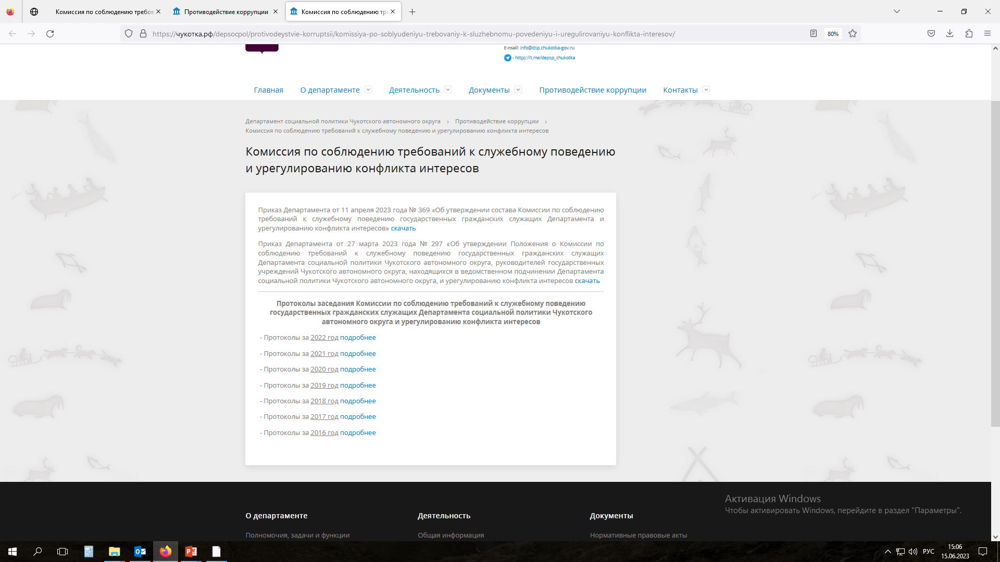 Комиссия по соблюдению требов
Противодействие коррупции
Комиссия по соблюдению тре
https://чукотка.рф/depsocpol/protivodeystvie-korruptsii/komissiya-po-soblyudeniyu-trebovaniy-k-sluzhebnomu-povedeniyu-i-uregulirovaniyu-konflikta-interesov/
80%
E-mail: info@dsp.chukotka-gov.ru
- https://t.me/depsp_chukotka
Главная
О департаменте
Деятельность
Документы
Противодействие коррупции
Контакты
Департамент социальной политики Чукотского автономного округа › Противодействие коррупции ›
Комиссия по соблюдению требований к служебному поведению и урегулированию конфликта интересов
Комиссия по соблюдению требований к служебному поведению
и урегулированию конфликта интересов
Приказ Департамента от 11 апреля 2023 года № 369 «Об утверждении состава Комиссии по соблюдению
требований к служебному поведению государственных гражданских служащих Департамента и
урегулированию конфликта интересов» скачать
Приказ Департамента от 27 марта 2023 года № 297 «Об утверждении Положения о Комиссии по
соблюдению требований к служебному поведению государственных гражданских служащих
Департамента социальной политики Чукотского автономного округа, руководителей государственных
учреждений Чукотского автономного округа, находящихся в ведомственном подчинении Департамента
социальной политики Чукотского автономного округа, и урегулированию конфликта интересов скачать
Протоколы заседания Комиссии по соблюдению требований к служебному поведению
государственных гражданских служащих Департамента социальной политики Чукотского
автономного округа и урегулированию конфликта интересов
- Протоколы за 2022 год подробнее
- Протоколы за 2021 год подробнее
- Протоколы за 2020 год подробнее
- Протоколы за 2019 год подробнее
- Протоколы за 2018 год подробнее
- Протоколы за 2017 год подробнее
- Протоколы за 2016 год подробнее
Активация Windows
Чтобы активировать Windows, перейдите в раздел "Параметры".
О департаменте
Деятельность
Документы
Полномочия, задачи и функции
Общая информация
Нормативные правовые акты
РУС
15:06
15.06.2023